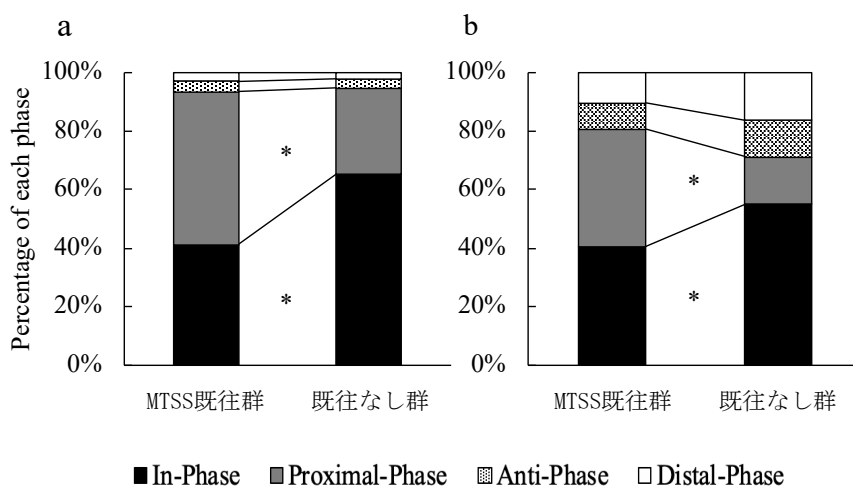 a
b
Percentage of each phase
100%
80%
60%
40%
20%
0%
*
*
MTSS既往群
既往なし群
100%
80%
60%
40%
20%
0%
*
*
MTSS既往群
既往なし群
In-Phase
Proximal-Phase
Anti-Phase
Distal-Phase